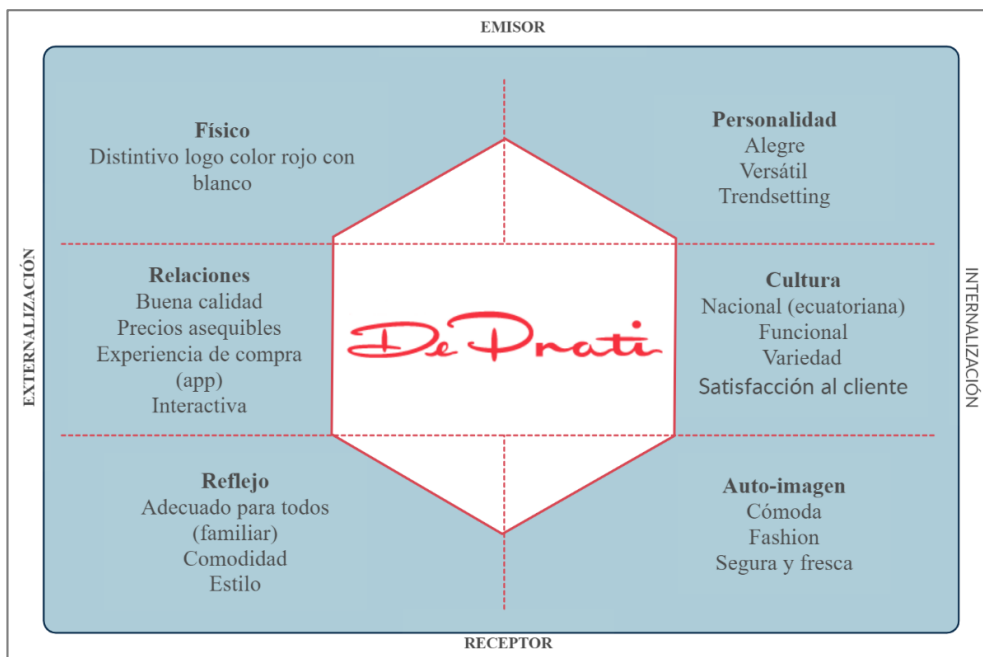 EMISOR
Físico
Distintivo logo color rojo con
blanco
Personalidad
Alegre
Versátil
Trendsetting
EXTERNALIZACIÓN
Relaciones
Buena calidad
Precios asequibles
Experiencia de compra
(app)
Interactiva
De Prati
Cultura
Nacional (ecuatoriana)
Funcional
Variedad
Satisfacción al cliente
INTERNALIZACIÓN
Reflejo
Adecuado para todos
(familiar)
Comodidad
Estilo
Auto-imagen
Cómoda
Fashion
Segura y fresca
RECEPTOR